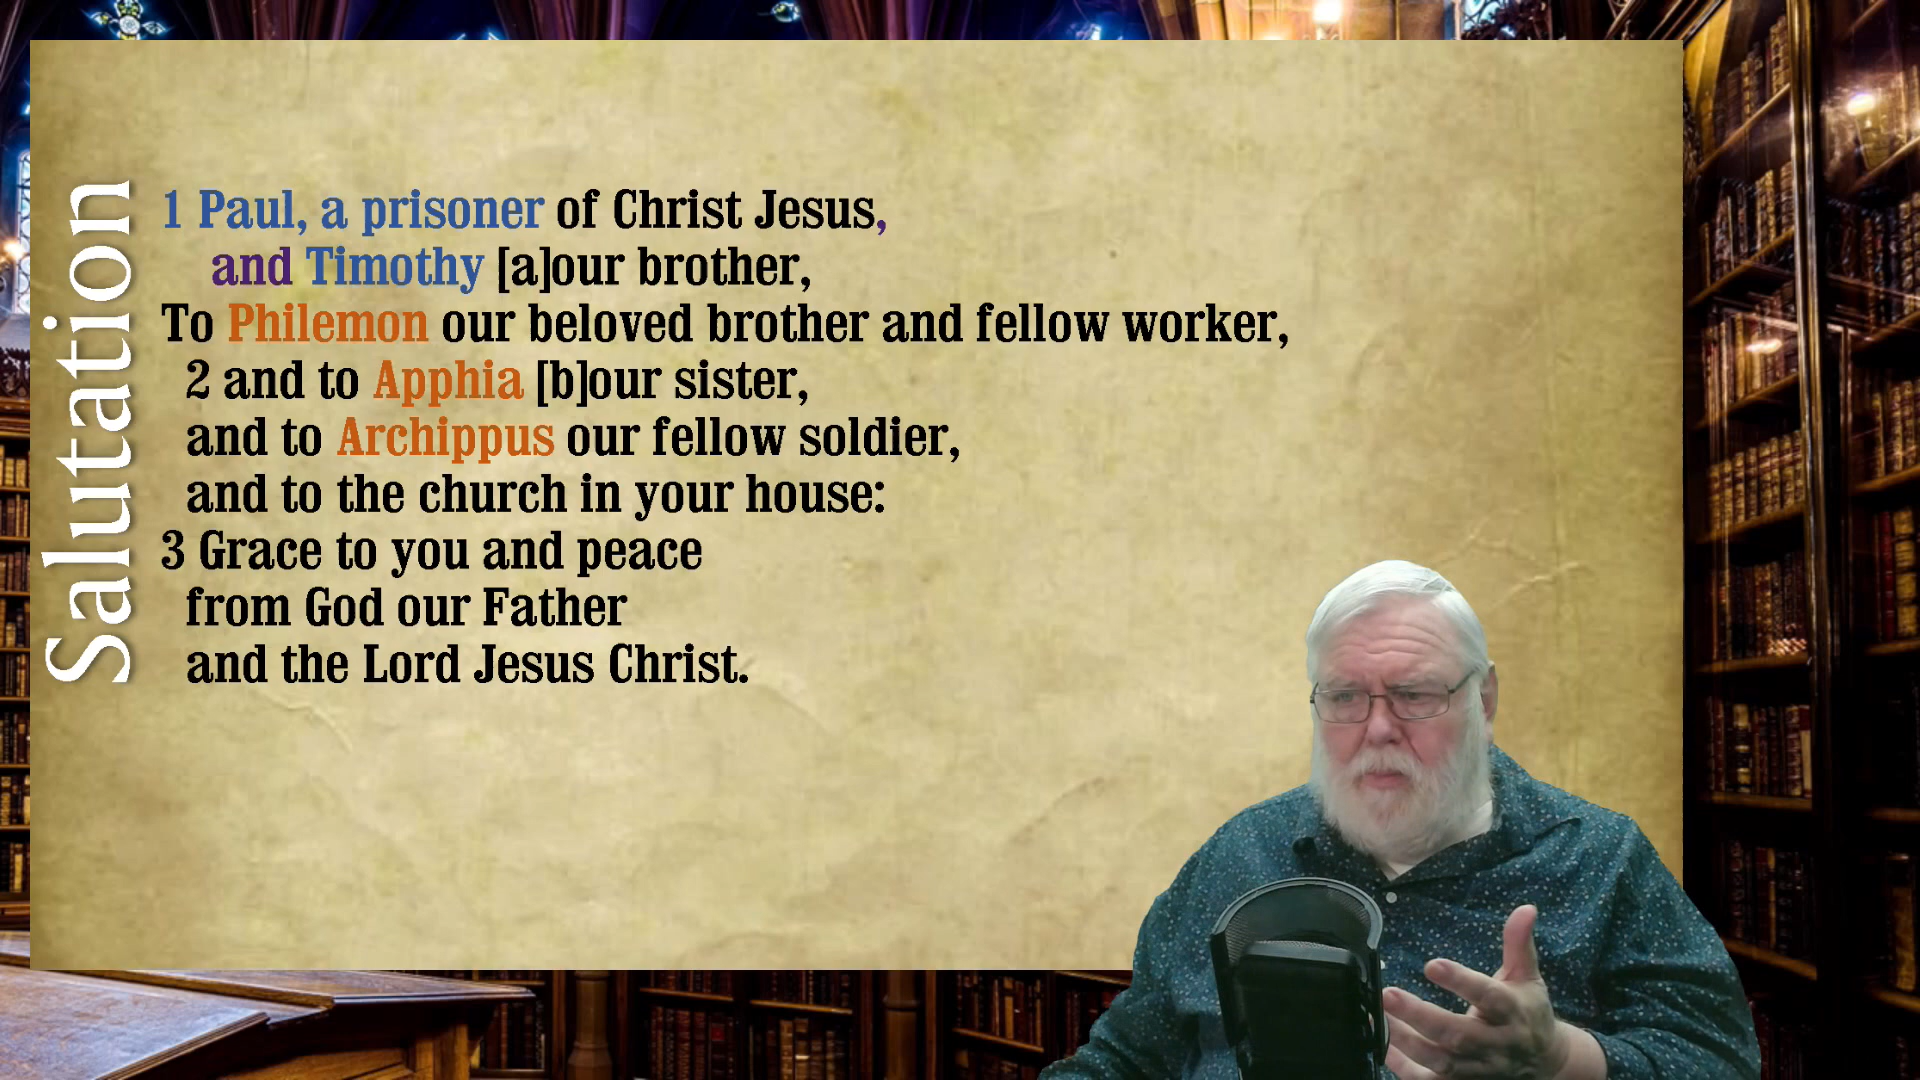 Salutation
1 Paul, a prisoner of Christ Jesus,
and Timothy [a]our brother,
To Philemon our beloved brother and fellow worker,
2 and to Apphia [b]our sister,
and to Archippus our fellow soldier,
and to the church in your house:
3 Grace to you and peace
from God our Father
and the Lord Jesus Christ.